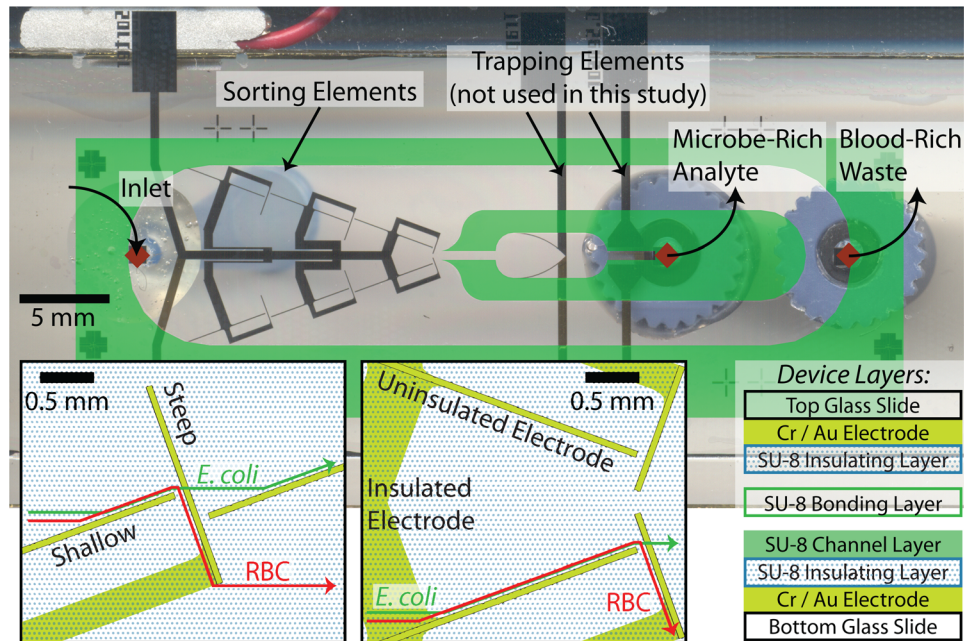 Trapping Elements
(not used in this study)
Sorting Elements
Microbe-Rich
Analyte
Blood-Rich
Waste
Inlet
5 mm
0.5 mm
Steep
E. coli
Shallow
RBC
0.5 mm
Uninsulated Electrode
Insulated
Electrode
E. coli
RBC
Device Layers:
Top Glass Slide
Cr / Au Electrode
SU-8 Insulating Layer
SU-8 Bonding Layer
SU-8 Channel Layer
SU-8 Insulating Layer
Cr / Au Electrode
Bottom Glass Slide